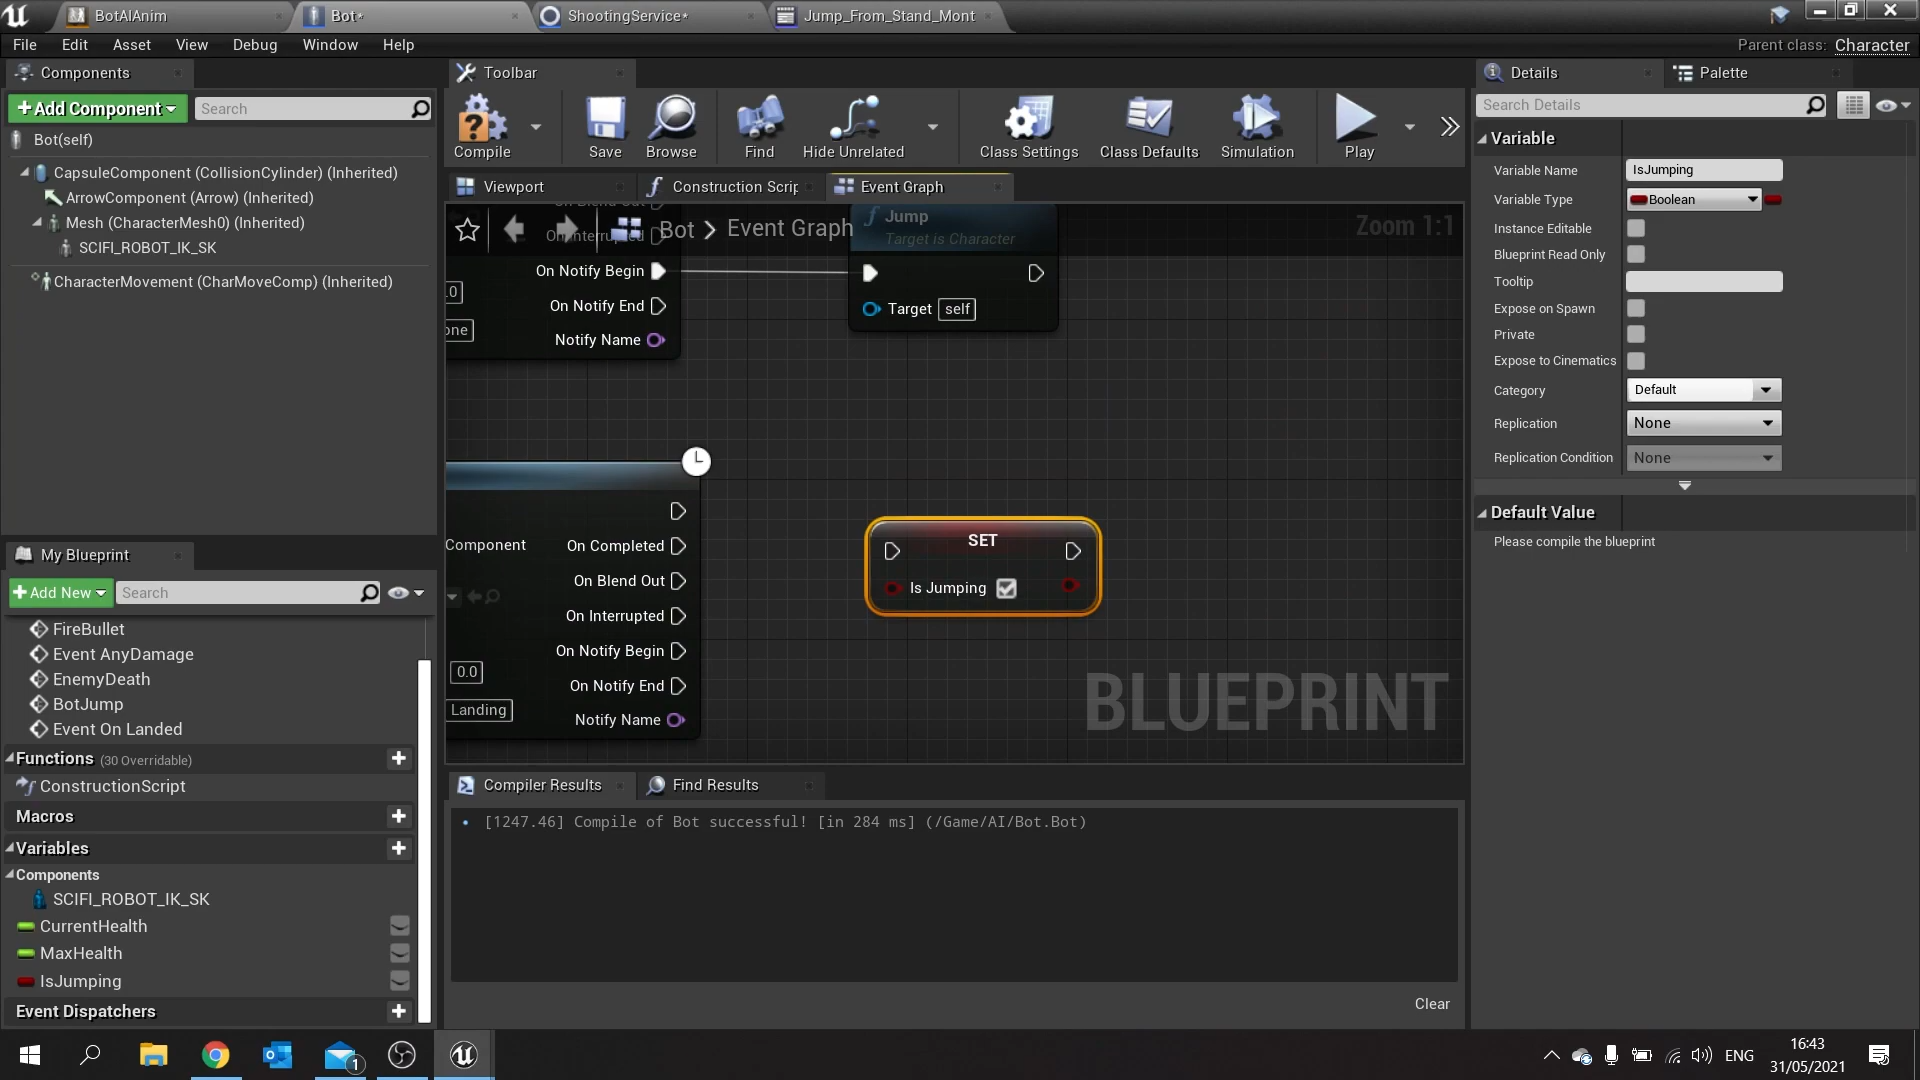 BotAIAnim
Bot*
ShootingService*
Jump_From_Stand_Mont
File Edit Asset View Debug Window Help
Parent class: Character
Components
Add Component
Search
Bot(self)
CapsuleComponent (CollisionCylinder) (Inherited)
ArrowComponent (Arrow) (Inherited)
Mesh (CharacterMesh0) (Inherited)
SCIFI_ROBOT_IK_SK
CharacterMovement (CharMoveComp) (Inherited)
My Blueprint
Add New
Search
FireBullet
Event AnyDamage
EnemyDeath
BotJump
Event On Landed
Functions (30 Overridable)
ConstructionScript
Macros
Variables
Components
SCIFI_ROBOT_IK_SK
CurrentHealth
MaxHealth
IsJumping
Event Dispatchers
Toolbar
Compile
Save
Browse
Find
Hide Unrelated
Class Settings
Class Defaults
Simulation
Play
Viewport
Construction Scrip
Event Graph
Bot > Event Graph
Zoom 1:1
On Notify Begin
On Notify End
Notify Name
Jump
Target is Character
Target self
Component
On Completed
On Blend Out
On Interrupted
On Notify Begin
0.0
On Notify End
Landing
Notify Name
SET
Is Jumping
BLUEPRINT
Compiler Results
Find Results
[1247.46] Compile of Bot successful! [in 284 ms] (/Game/AI/Bot.Bot)
Clear
Details
Palette
Search Details
Variable
Variable Name IsJumping
Variable Type Boolean
Instance Editable
Blueprint Read Only
Tooltip
Expose on Spawn
Private
Expose to Cinematics
Category Default
Replication None
Replication Condition None
Default Value
Please compile the blueprint
1
ENG
16:43
31/05/2021